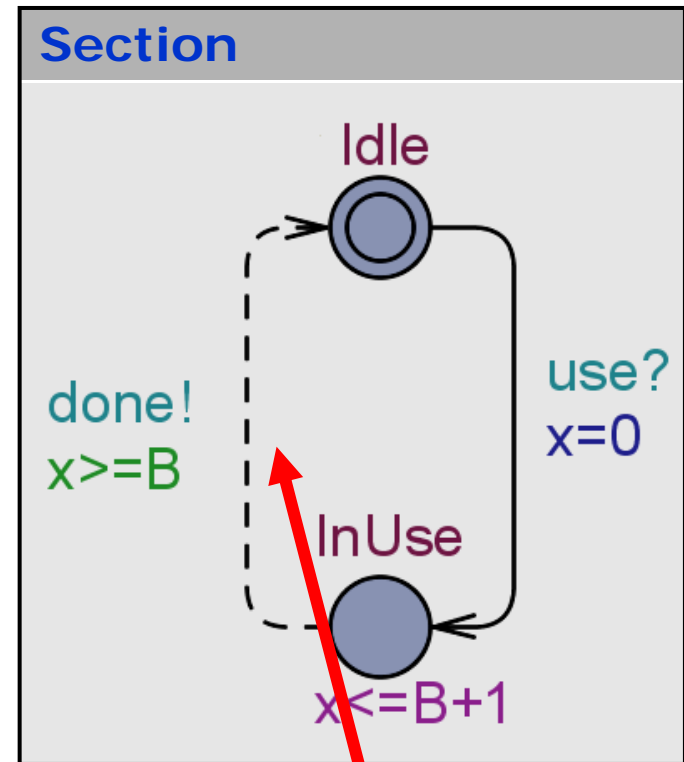 Section
Idle
use?
x=0
done!
x>=B
InUse
x<=B+1